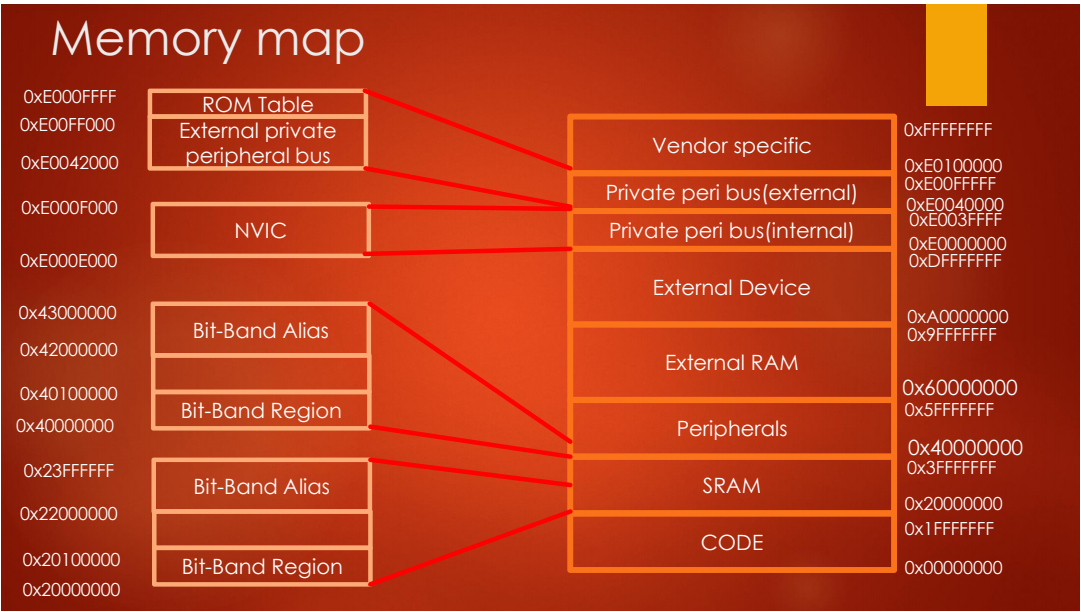 Memory map
0xE000FFFF
ROM Table
0xE00FF000
External private
peripheral bus
0xE0042000
0xE000F000
NVIC
0xE000E000
0x43000000
Bit-Band Alias
0x42000000
0x40100000
Bit-Band Region
0x40000000
0x23FFFFFF
Bit-Band Alias
0x22000000
0x20100000
Bit-Band Region
0x20000000
Vendor specific
0xFFFFFFFF
0xE0100000
Private peri bus(external)
0xE00FFFFF
0xE0040000
Private peri bus(internal)
0xE003FFFF
0xE0000000
External Device
0xDFFFFFFF
0xA0000000
External RAM
0x9FFFFFFF
0x60000000
Peripherals
0x5FFFFFFF
0x40000000
SRAM
0x3FFFFFFF
0x20000000
CODE
0x1FFFFFFF
0x00000000